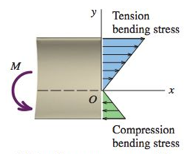 y
Tension
bending stress
M
x
O
Compression
bending stress